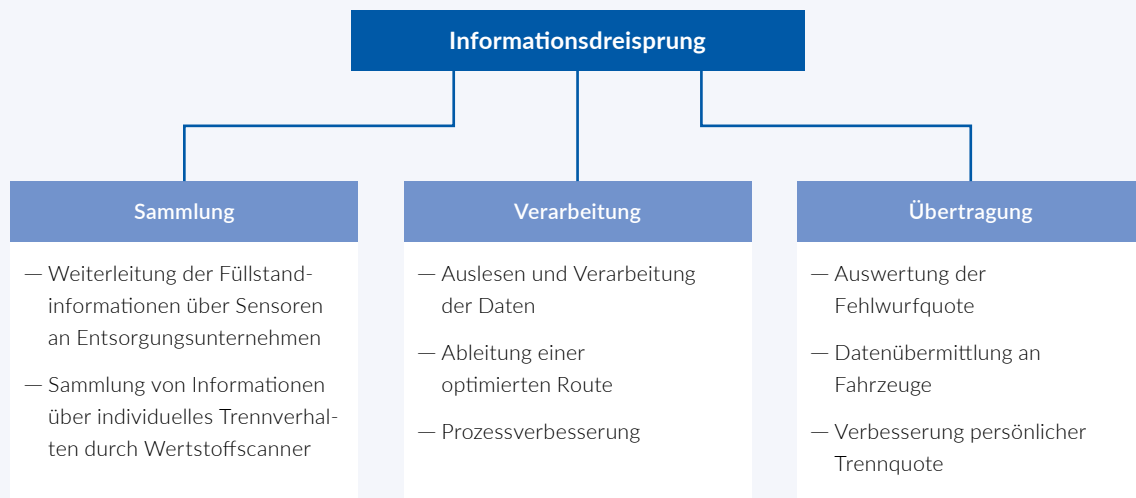 Informationsdreisprung
Sammlung
— Weiterleitung der Füllstand-
informationen über Sensoren
an Entsorgungsunternehmen
— Sammlung von Informationen
über individuelles Trennverhal-
ten durch Wertstoffscanner
Verarbeitung
— Auslesen und Verarbeitung
der Daten
— Ableitung einer
optimierten Route
— Prozessverbesserung
Übertragung
— Auswertung der
Fehlwurfquote
— Datenübermittlung an
Fahrzeuge
— Verbesserung persönlicher
Trennquote